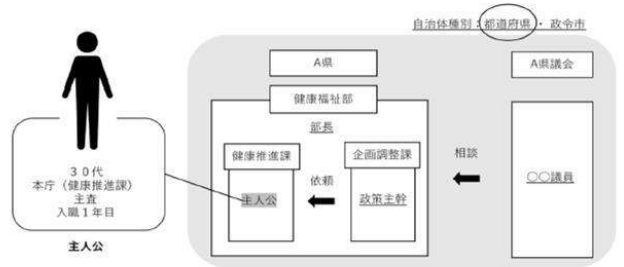 自治体種別：都道府県・政令市
A県
A県議会
健康福祉部
部長
健康推進課
企画調整課
相談
依頼
主人公
政策主幹
〇〇議員
３０代
本庁（健康推進課）
主査
入職１年目
主人公